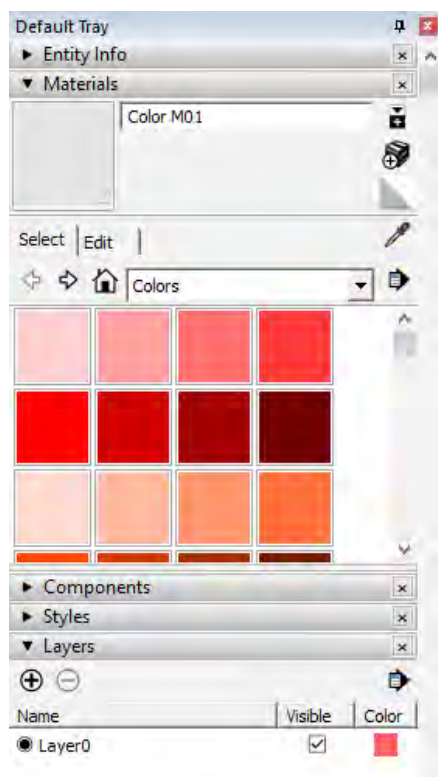 Default Tray
Entity Info
Materials
Color M01
Select Edit
Colors
Components
Styles
Layers
Name Visible Color
Layer0